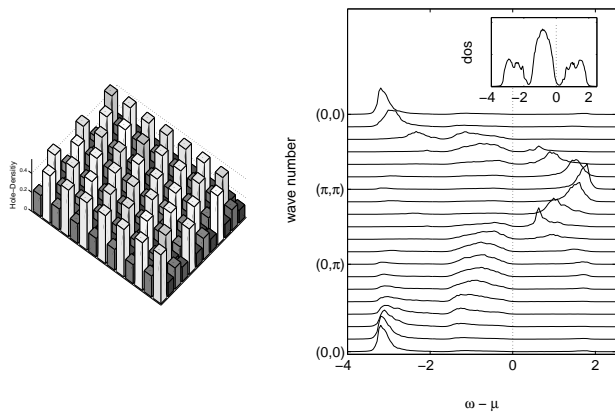 Hole-Density
0.4
0.2
0
dos
−4 −2 0 2
wave number
(0,0)
(π,π)
(0,π)
(0,0)
−4 −2 0 2
ω − μ